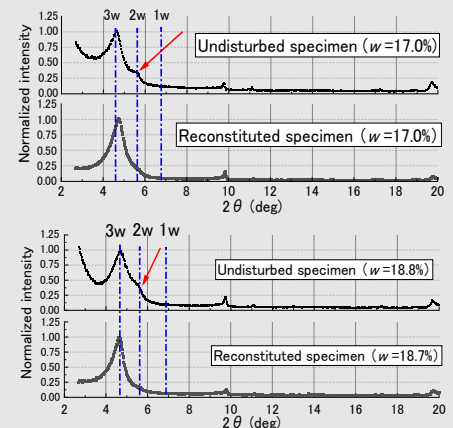 3w 2w 1w
1.25
1.00
0.75
0.50
0.25
0.00
Undisturbed specimen (w=17.0%)
1.25
1.00
0.75
0.50
0.25
0.00
Reconstituted specimen (w=17.0%)
Normalized intensity
2 4 6 8 10 12 14 16 18 20
2θ (deg)
3w 2w 1w
1.25
1.00
0.75
0.50
0.25
0.00
Undisturbed specimen (w=18.8%)
1.25
1.00
0.75
0.50
0.25
0.00
Reconstituted specimen (w=18.7%)
Normalized intensity
2 4 6 8 10 12 14 16 18 20
2θ (deg)